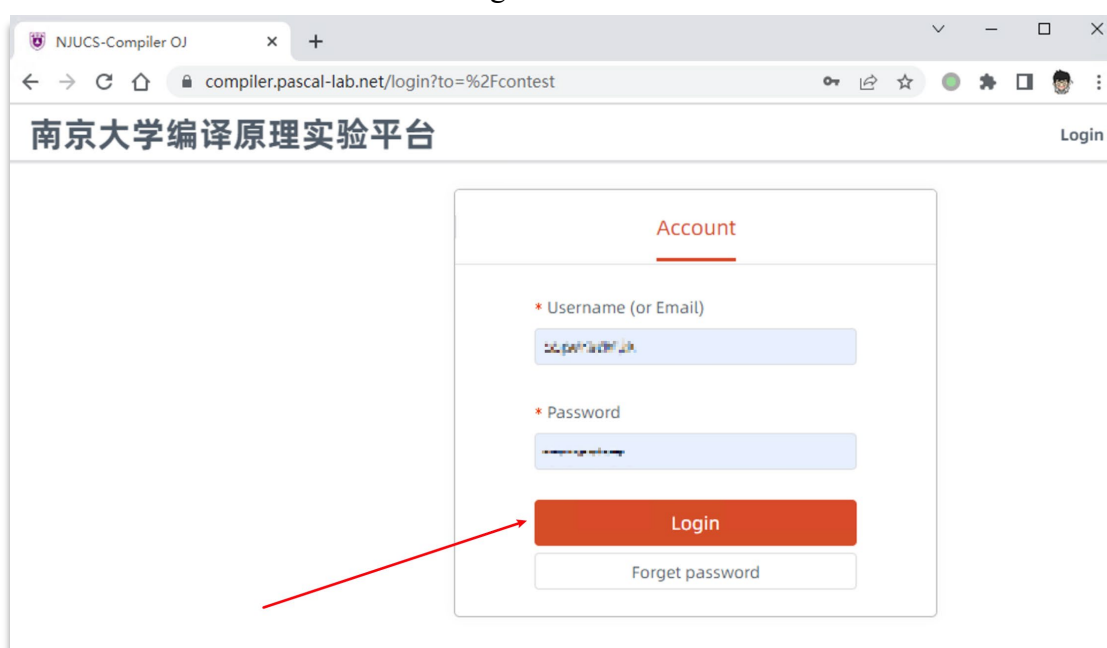 NJUCS-Compiler OJ
compiler.pascal-lab.net/login?to=%2Fcontest
南京大学编译原理实验平台
Login
Account
* Username (or Email)
* Password
Login
Forget password